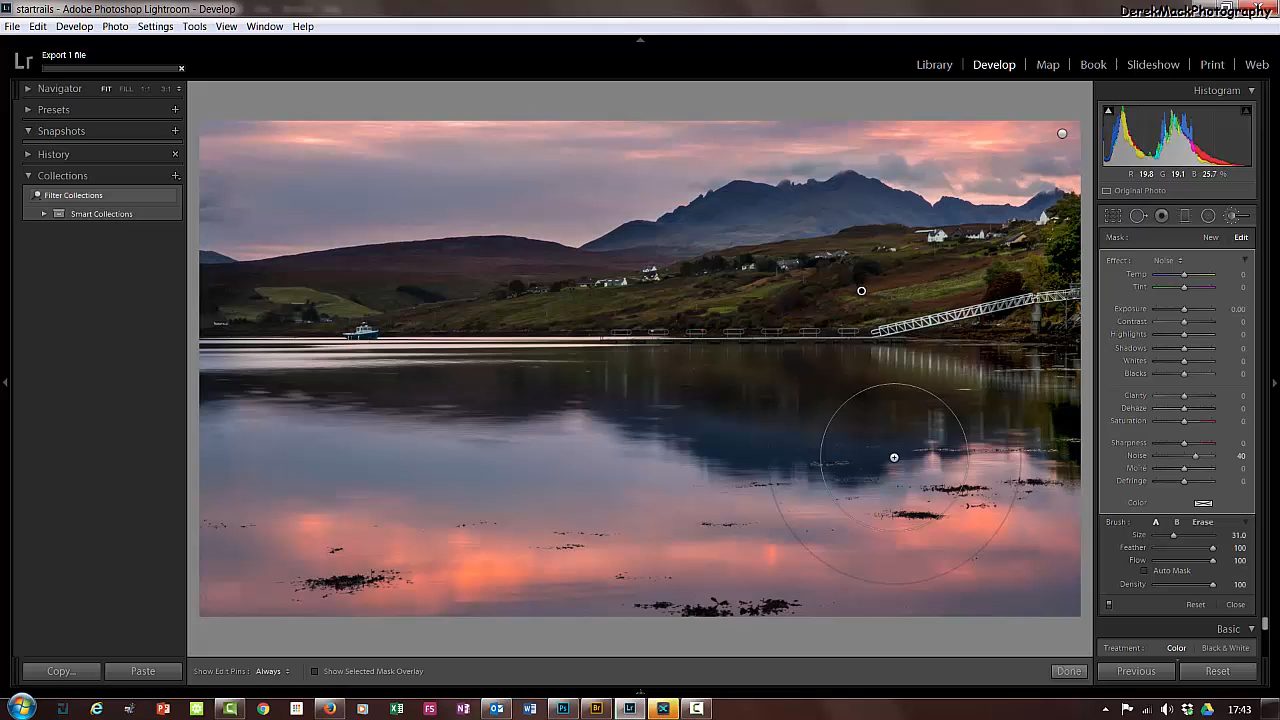 startrails - Adobe Photoshop Lightroom - Develop
DerekMackPhotography
File Edit Develop Photo Settings Tools View Window Help
Lr Export 1 file
Library Develop Map Book Slideshow Print Web
Navigator FIT FILL 1:1 3:1
Histogram
Presets
Snapshots
History
Collections
Filter Collections
Smart Collections
R 19.8 G 19.1 B 25.7 %
Original Photo
Mask: New Edit
Effect: Noise
Temp 0
Tint 0
Exposure 0.00
Contrast 0
Highlights 0
Shadows 0
Whites 0
Blacks 0
Clarity 0
Dehaze 0
Saturation 0
Sharpness 0
Noise 40
Moiré 0
Defringe 0
Color
Brush: A B Erase
Size 31.0
Feather 100
Flow 100
Auto Mask
Density 100
Reset Close
Basic
Treatment: Color Black & White
Copy... Paste
Show Edit Pins: Always Show Selected Mask Overlay
Done
Previous Reset
17:43